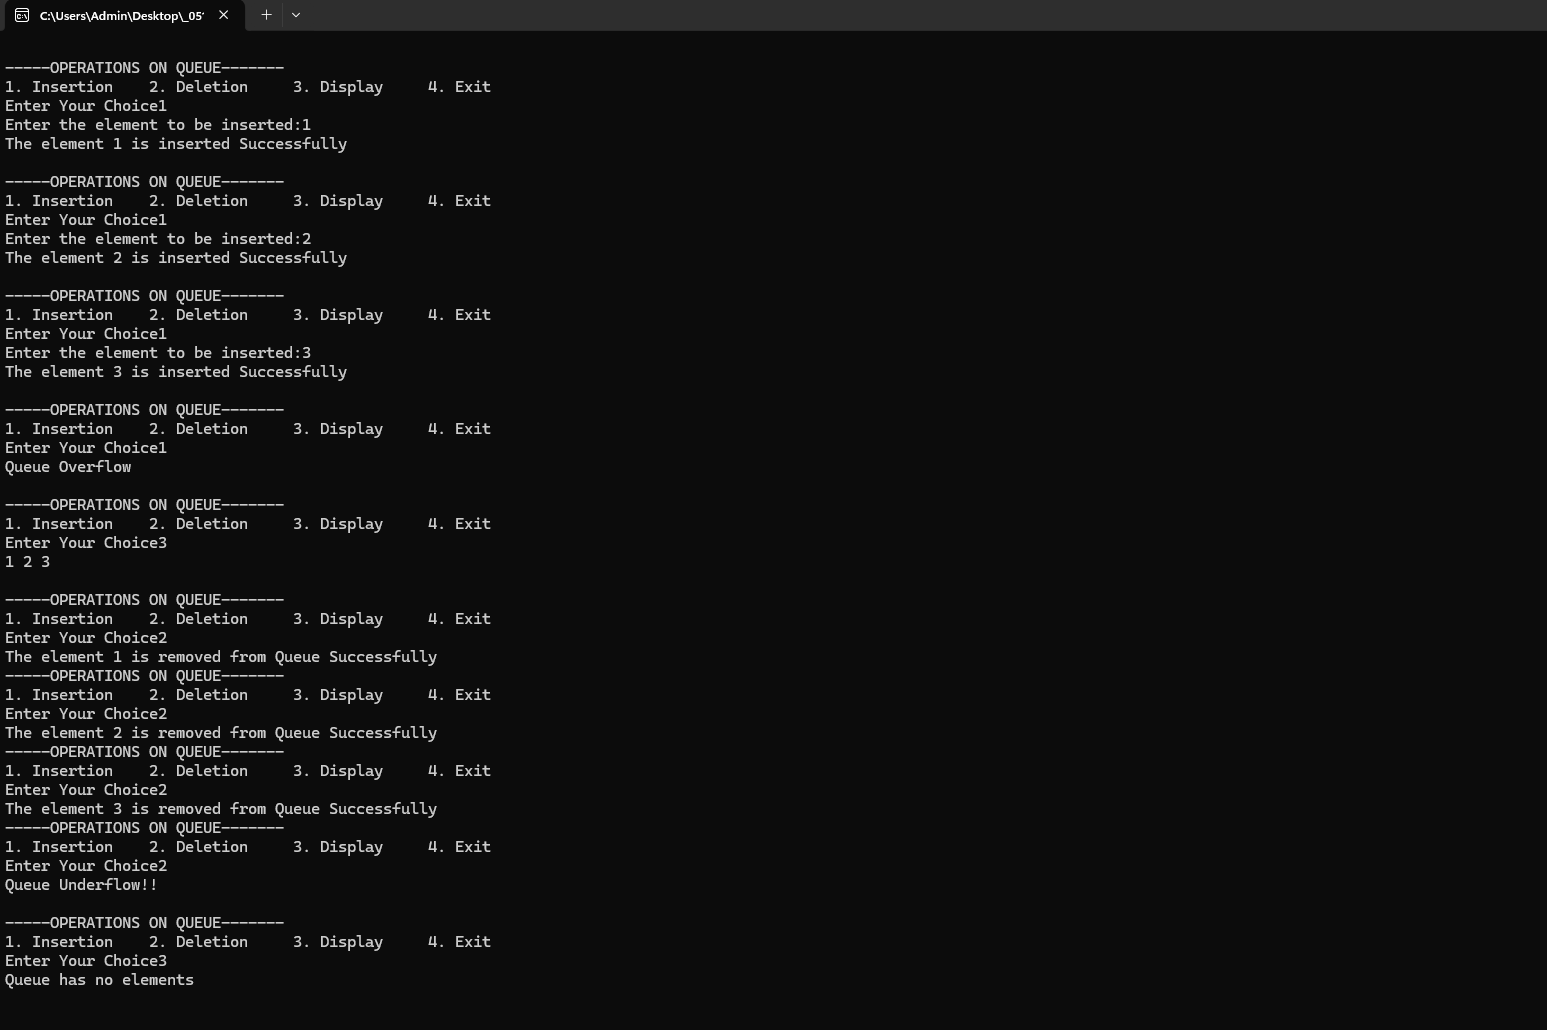 C:\Users\Admin\Desktop\_05'
-----OPERATIONS ON QUEUE-------
1. Insertion    2. Deletion     3. Display     4. Exit
Enter Your Choice1
Enter the element to be inserted:1
The element 1 is inserted Successfully
-----OPERATIONS ON QUEUE-------
1. Insertion    2. Deletion     3. Display     4. Exit
Enter Your Choice1
Enter the element to be inserted:2
The element 2 is inserted Successfully
-----OPERATIONS ON QUEUE-------
1. Insertion    2. Deletion     3. Display     4. Exit
Enter Your Choice1
Enter the element to be inserted:3
The element 3 is inserted Successfully
-----OPERATIONS ON QUEUE-------
1. Insertion    2. Deletion     3. Display     4. Exit
Enter Your Choice1
Queue Overflow
-----OPERATIONS ON QUEUE-------
1. Insertion    2. Deletion     3. Display     4. Exit
Enter Your Choice3
1 2 3
-----OPERATIONS ON QUEUE-------
1. Insertion    2. Deletion     3. Display     4. Exit
Enter Your Choice2
The element 1 is removed from Queue Successfully
-----OPERATIONS ON QUEUE-------
1. Insertion    2. Deletion     3. Display     4. Exit
Enter Your Choice2
The element 2 is removed from Queue Successfully
-----OPERATIONS ON QUEUE-------
1. Insertion    2. Deletion     3. Display     4. Exit
Enter Your Choice2
The element 3 is removed from Queue Successfully
-----OPERATIONS ON QUEUE-------
1. Insertion    2. Deletion     3. Display     4. Exit
Enter Your Choice2
Queue Underflow!!
-----OPERATIONS ON QUEUE-------
1. Insertion    2. Deletion     3. Display     4. Exit
Enter Your Choice3
Queue has no elements